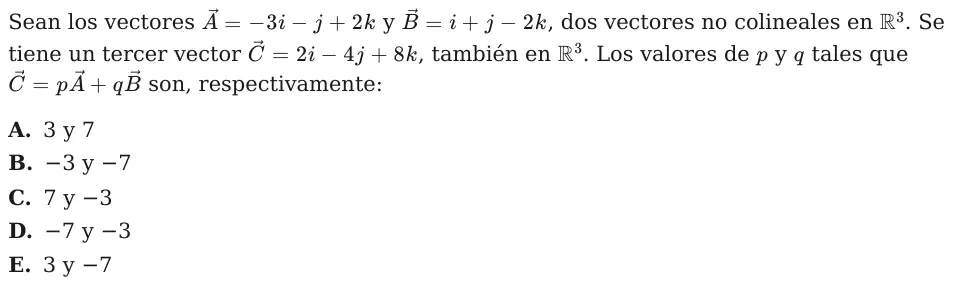 Sean los vectores $\vec{A} = -3i - j + 2k$ y $\vec{B} = i + j - 2k$, dos vectores no colineales en $\mathbb{R}^3$. Se
tiene un tercer vector $\vec{C} = 2i - 4j + 8k$, también en $\mathbb{R}^3$. Los valores de $p$ y $q$ tales que
$\vec{C} = p\vec{A} + q\vec{B}$ son, respectivamente:
A. 3 y 7
B. −3 y −7
C. 7 y −3
D. −7 y −3
E. 3 y −7